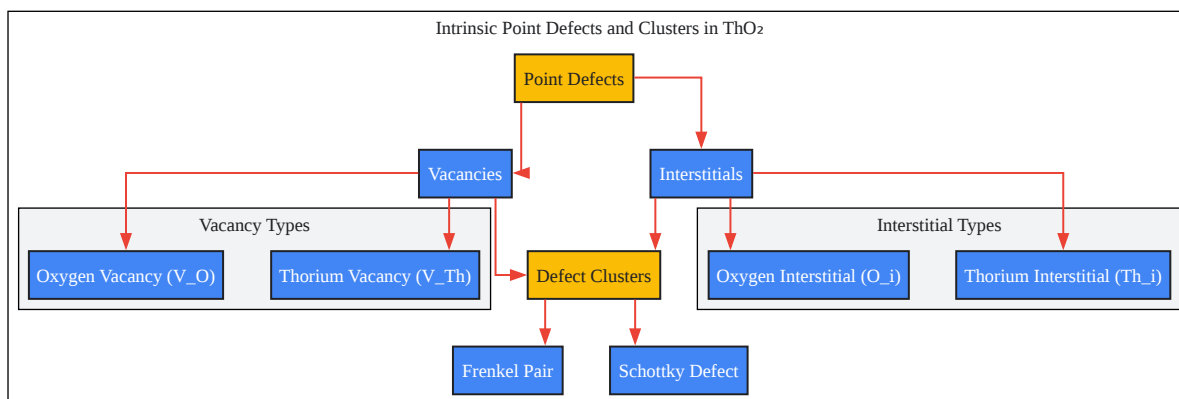 Intrinsic Point Defects and Clusters in ThO₂
Point Defects
Vacancies
Interstitials
Vacancy Types
Interstitial Types
Oxygen Vacancy (V_O)
Thorium Vacancy (V_Th)
Defect Clusters
Oxygen Interstitial (O_i)
Thorium Interstitial (Th_i)
Frenkel Pair
Schottky Defect